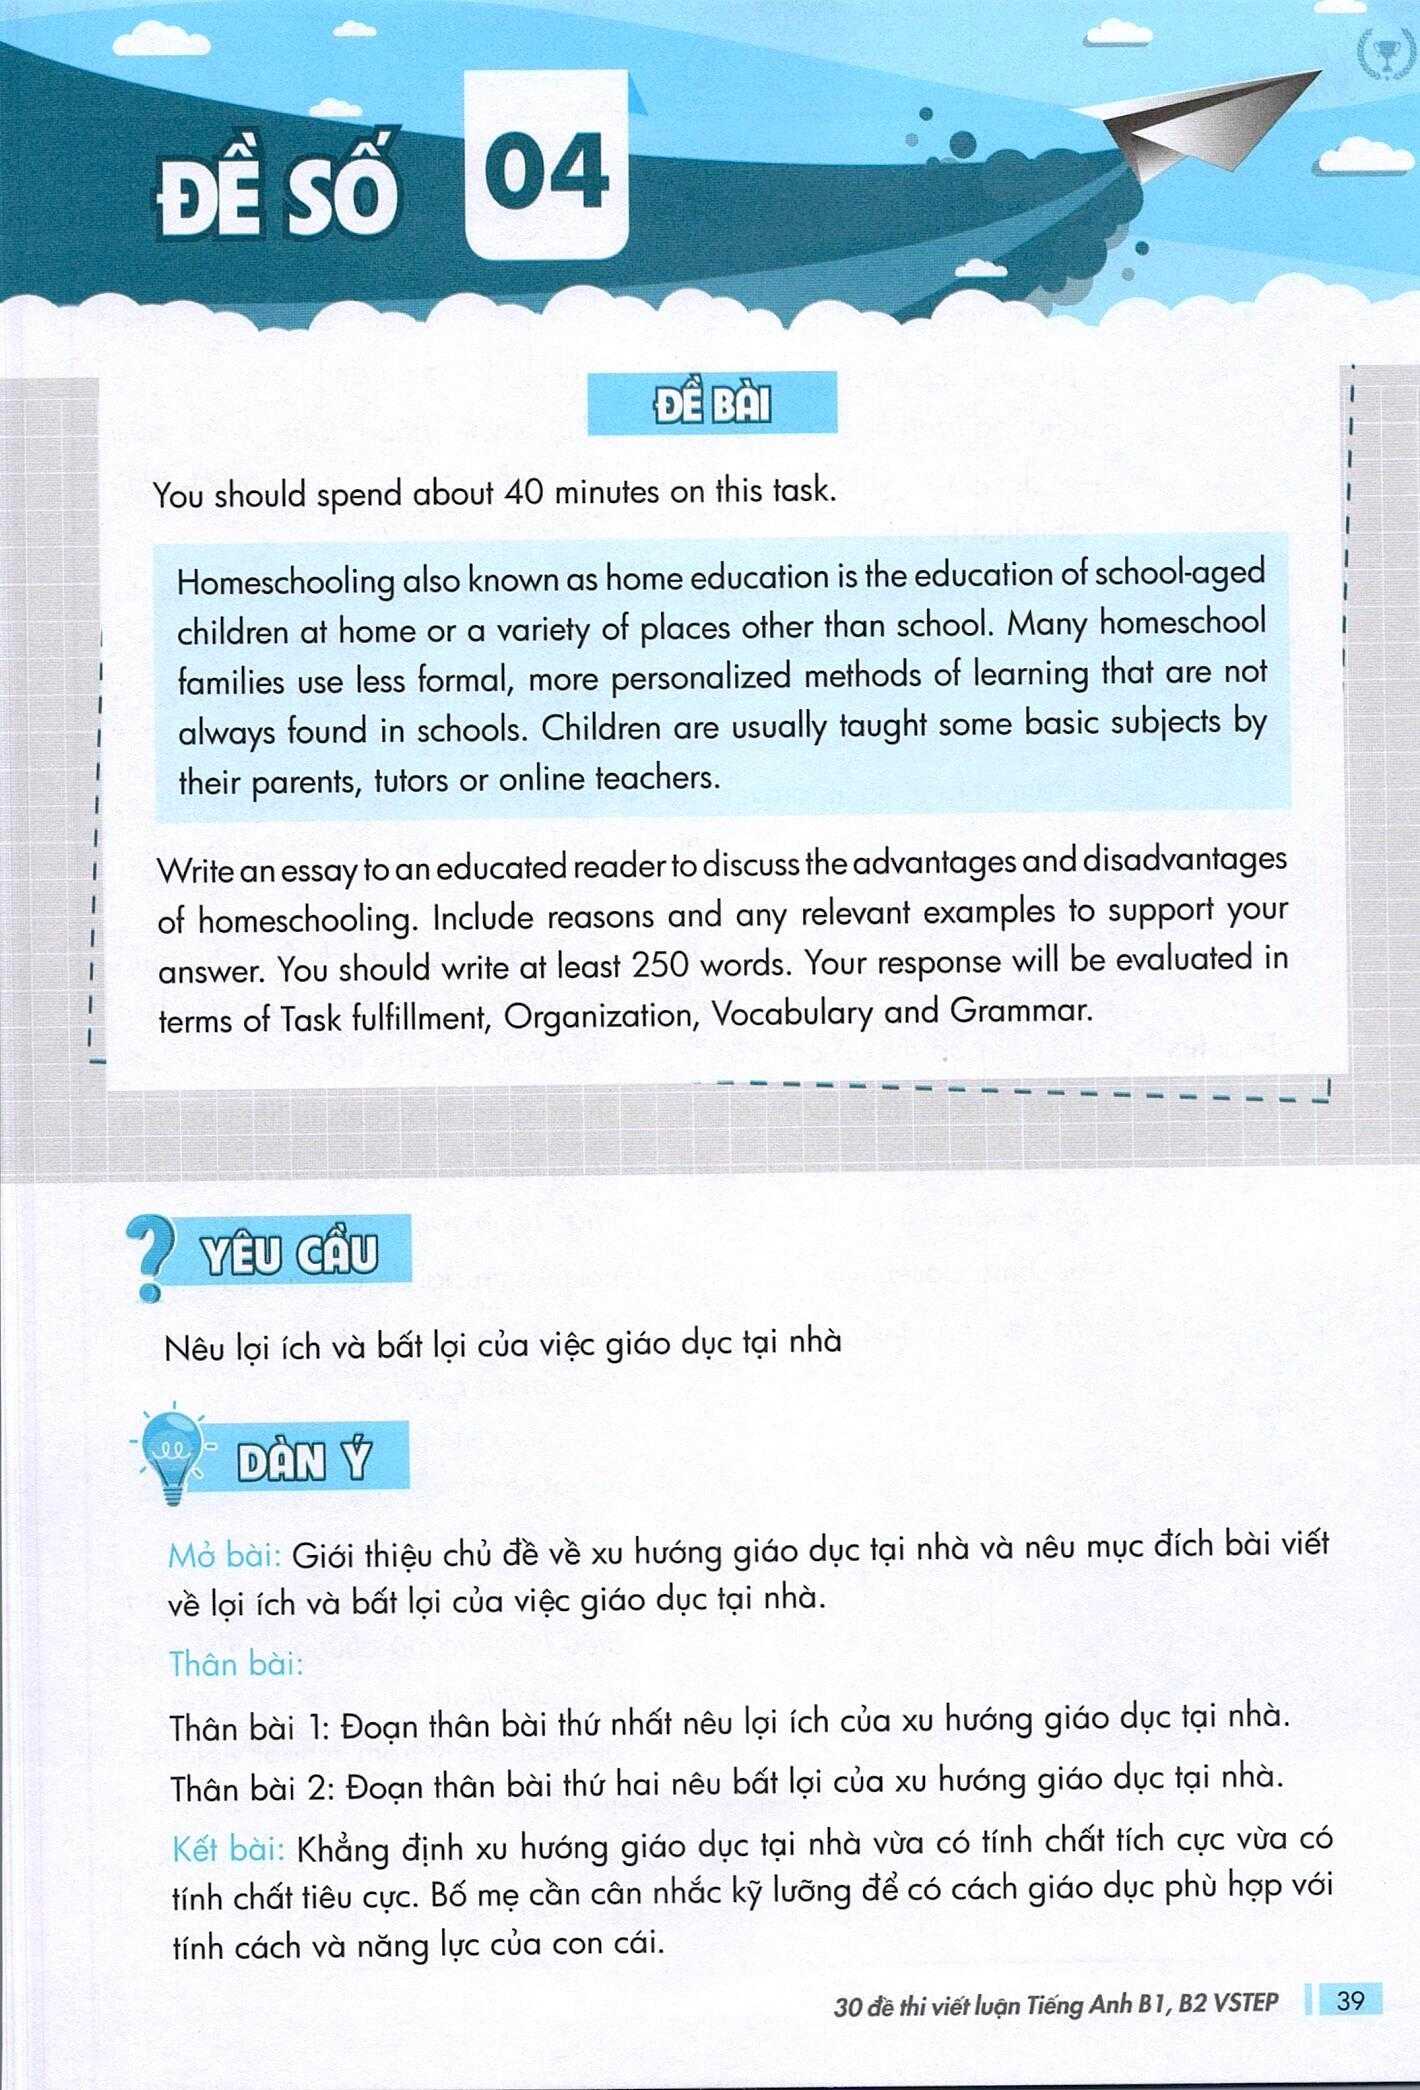 ĐỀ SỐ 04
ĐỀ BÀI
You should spend about 40 minutes on this task.
Homeschooling also known as home education is the education of school-aged
children at home or a variety of places other than school. Many homeschool
families use less formal, more personalized methods of learning that are not
always found in schools. Children are usually taught some basic subjects by
their parents, tutors or online teachers.
Write an essay to an educated reader to discuss the advantages and disadvantages
of homeschooling. Include reasons and any relevant examples to support your
answer. You should write at least 250 words. Your response will be evaluated in
terms of Task fulfillment, Organization, Vocabulary and Grammar.
YÊU CẦU
Nêu lợi ích và bất lợi của việc giáo dục tại nhà
DÀN Ý
Mở bài: Giới thiệu chủ đề về xu hướng giáo dục tại nhà và nêu mục đích bài viết
về lợi ích và bất lợi của việc giáo dục tại nhà.
Thân bài:
Thân bài 1: Đoạn thân bài thứ nhất nêu lợi ích của xu hướng giáo dục tại nhà.
Thân bài 2: Đoạn thân bài thứ hai nêu bất lợi của xu hướng giáo dục tại nhà.
Kết bài: Khẳng định xu hướng giáo dục tại nhà vừa có tính chất tích cực vừa có
tính chất tiêu cực. Bố mẹ cần cân nhắc kỹ lưỡng để có cách giáo dục phù hợp với
tính cách và năng lực của con cái.
30 đề thi viết luận Tiếng Anh B1, B2 VSTEP 39